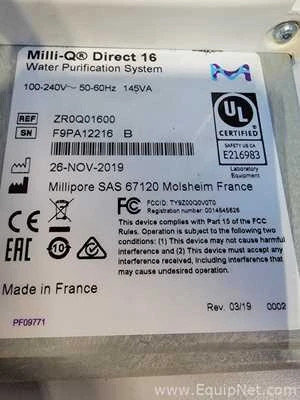 Milli-Q® Direct 16
Water Purification System
100-240V~ 50-60Hz 145VA
REF ZR0Q01600
SN F9PA12216 B
26-NOV-2019
Millipore SAS 67120 Molsheim France
UL
CERTIFIED
SAFETY US CA
E216983
Laboratory
Equipment
FCCID: TY9Z00Q0V0T0
Registration number: 0014645626
This device complies with Part 15 of the FCC
Rules. Operation is subject to the following two
conditions: (1) This device may not cause harmful
interference and (2) This device must accept any
interference received, including interference that
may cause undesired operation.
CE
EAC
10
Made in France
Rev. 03/19 0002
PF09771
www.EquipNet.com